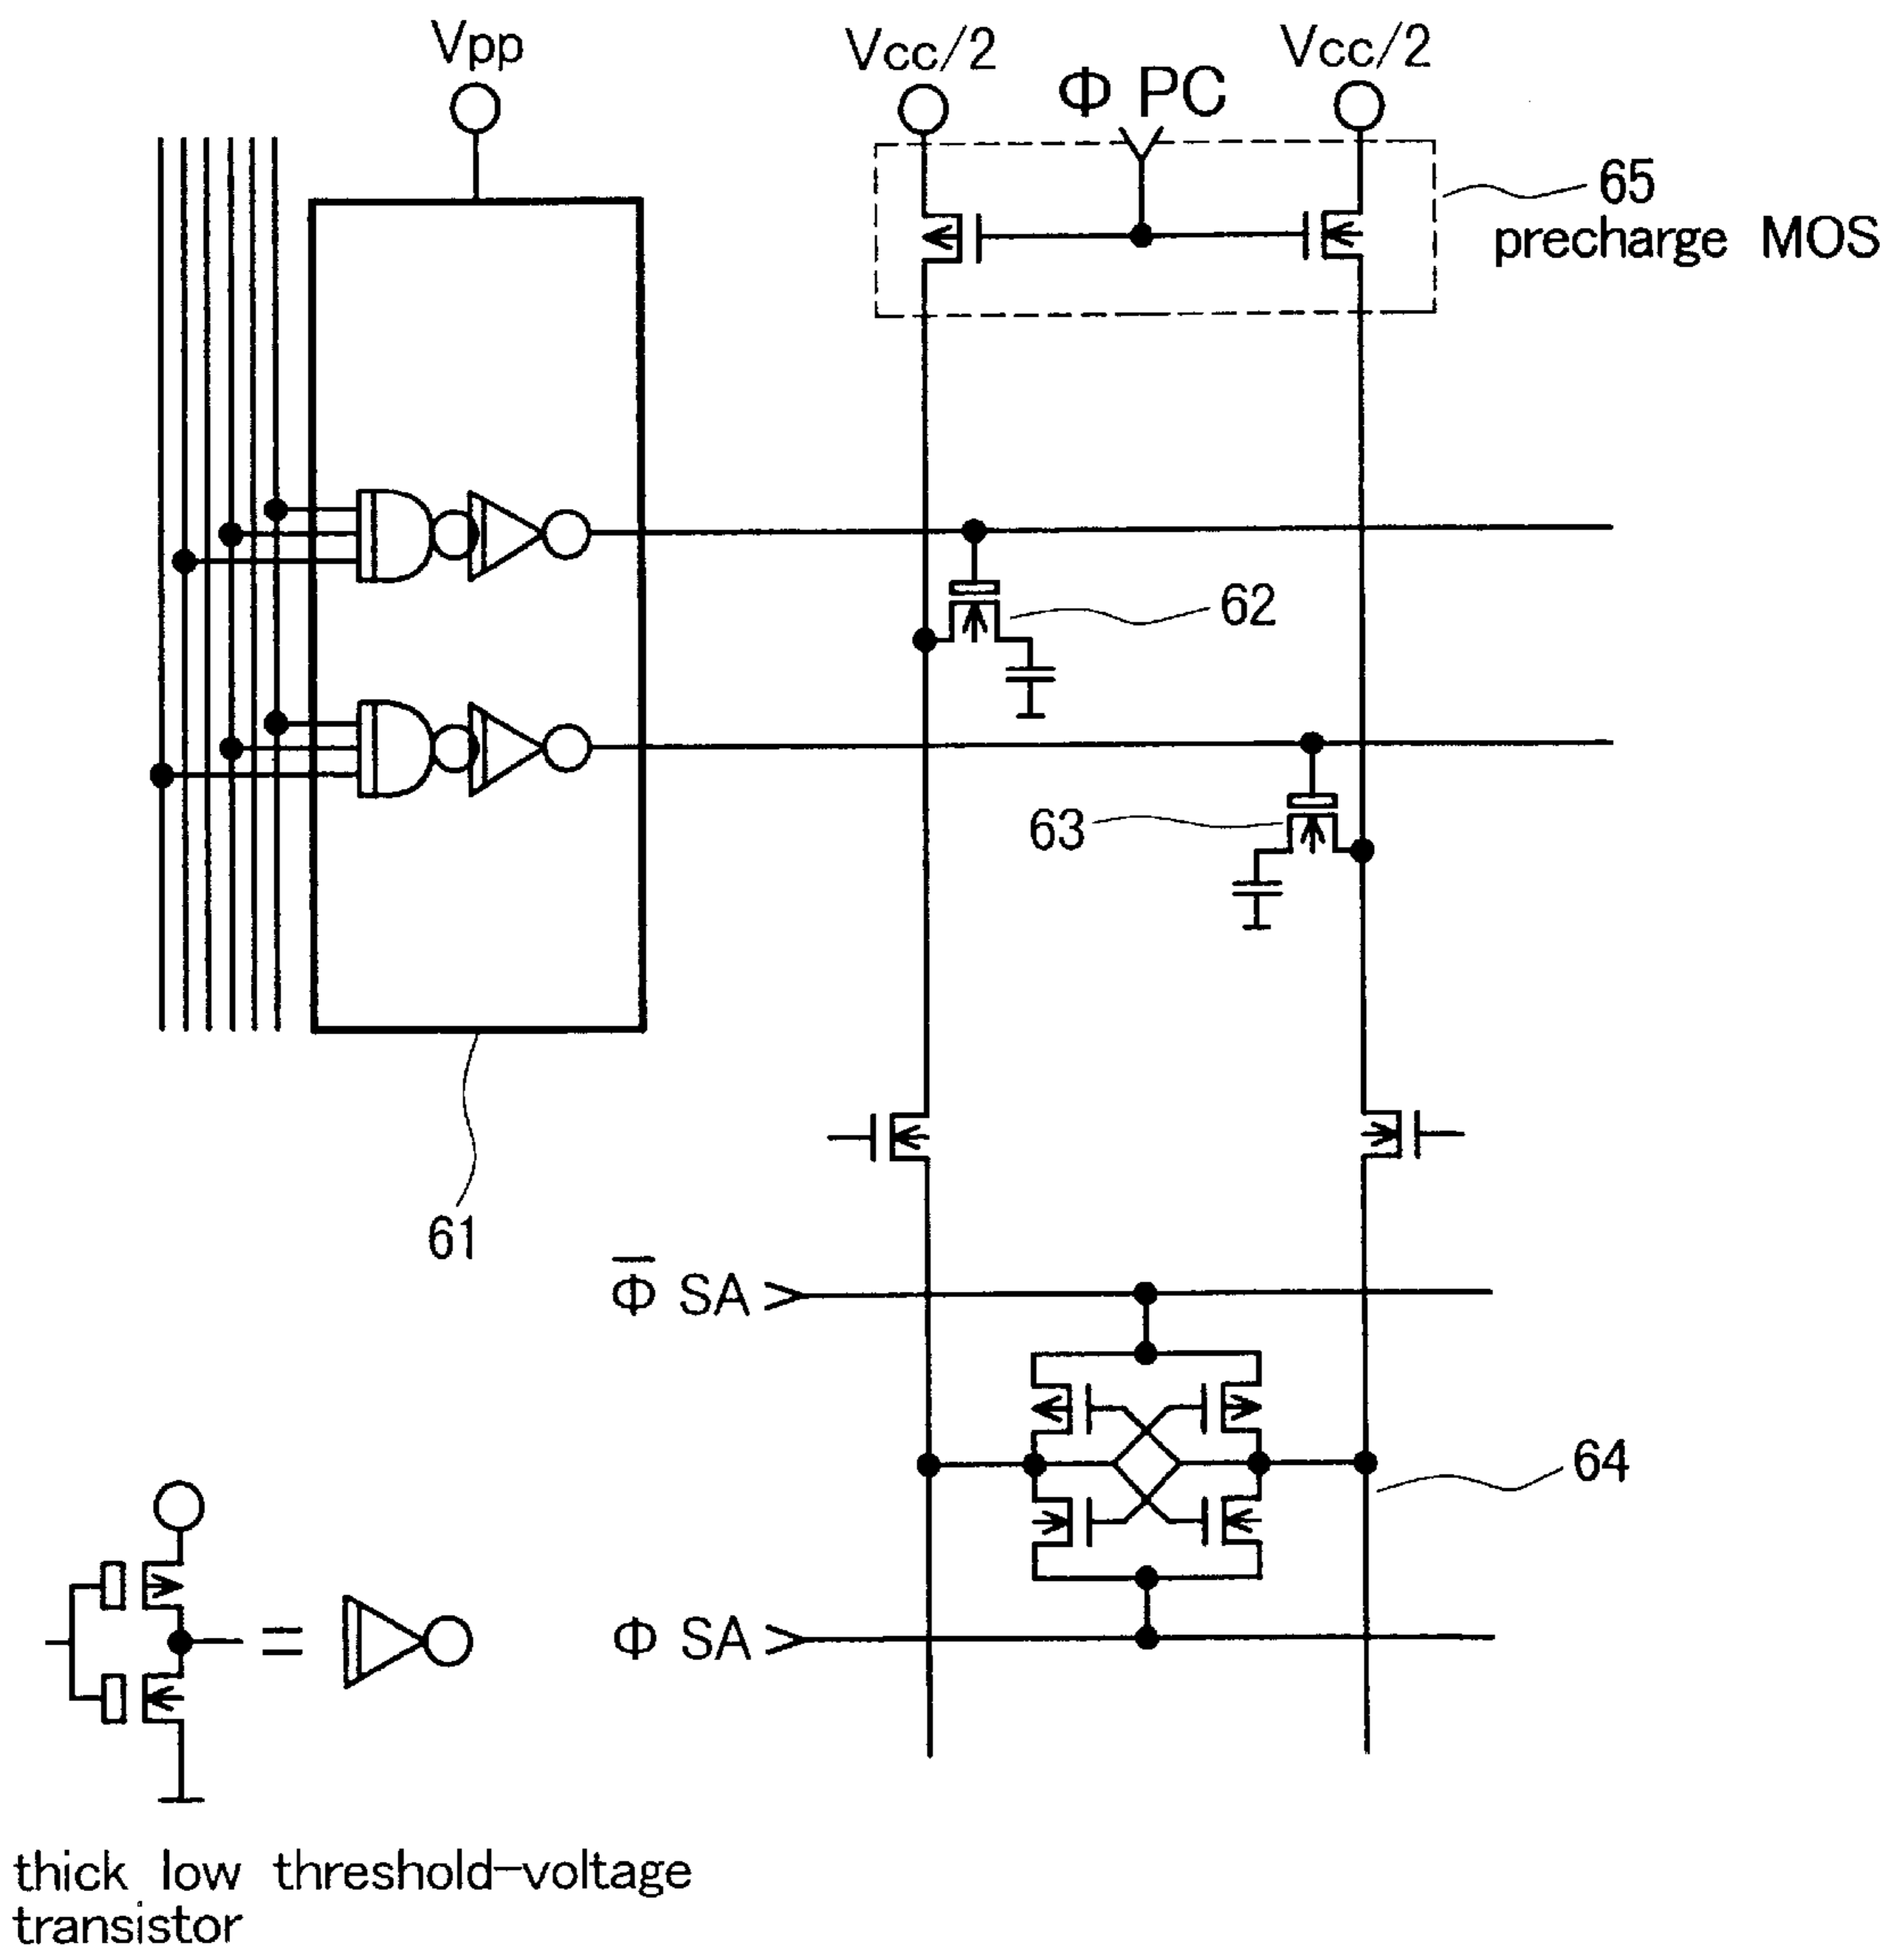 Vpp
Vcc/2
Φ PC
Vcc/2
65
precharge MOS
62
63
61
Φ̅ SA
64
Φ SA
=
thick low threshold-voltage
transistor